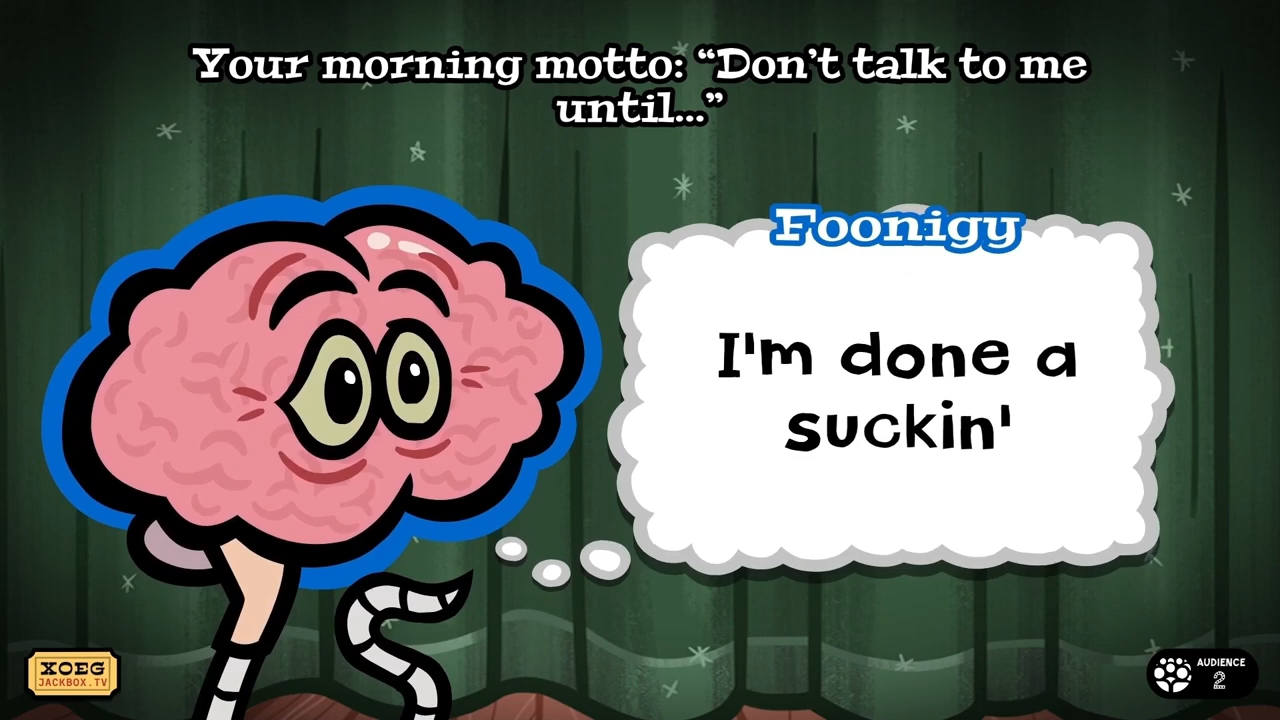 Your morning motto: “Don’t talk to me
until...”
Foonigy
I'm done a
suckin'
XOEG
JACKBOX.TV
AUDIENCE
2